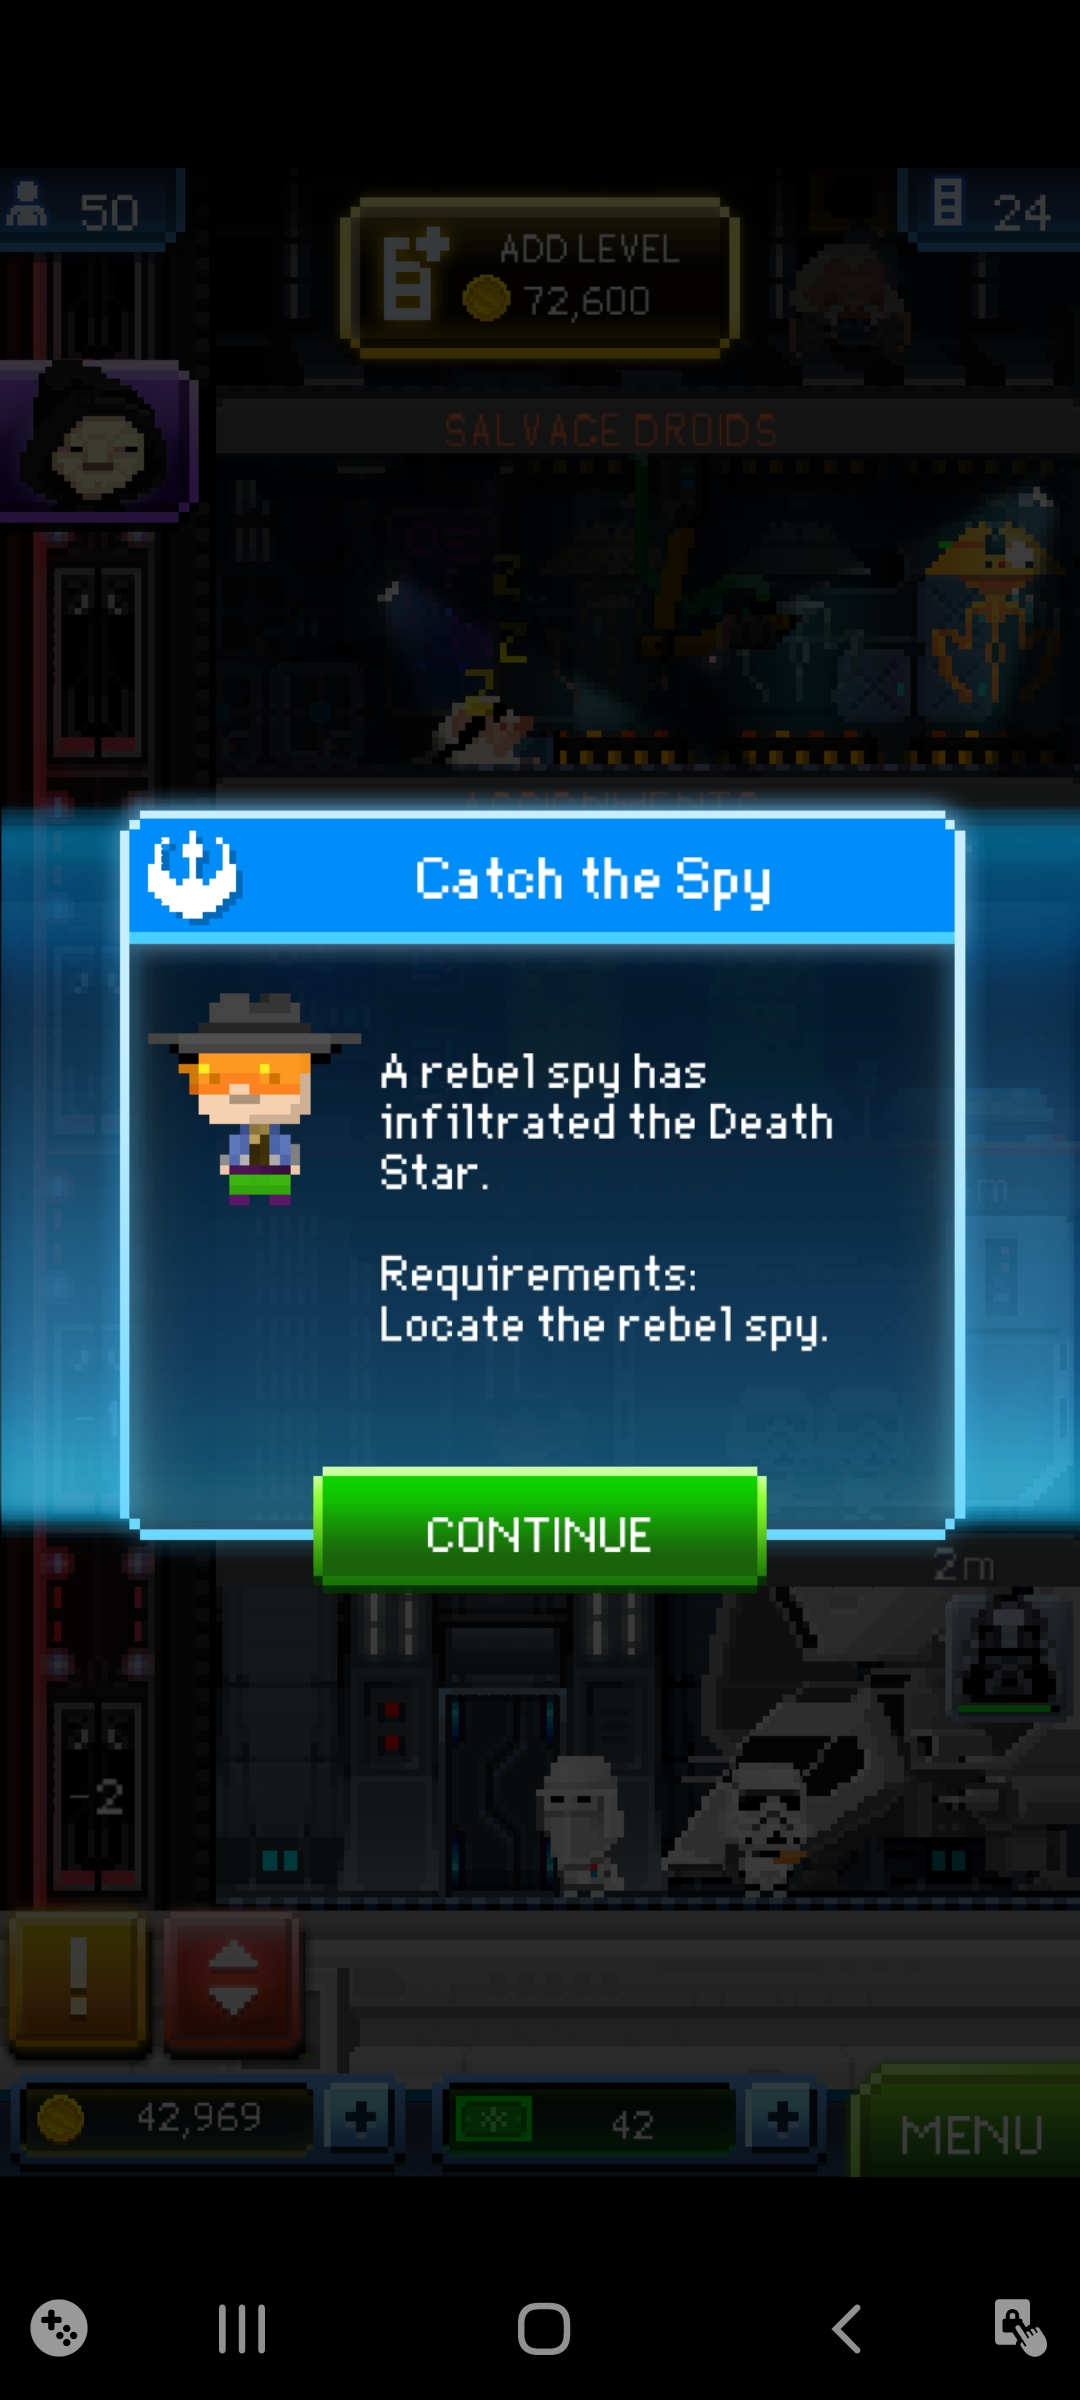 50
ADD LEVEL
72,600
24
SALVAGE DROIDS
Z
Z
Z
ASSIGNMENTS
Catch the Spy
A rebel spy has
infiltrated the Death
Star.
Requirements:
Locate the rebel spy.
CONTINUE
2m
-2
!
42,969
+
42
+
MENU